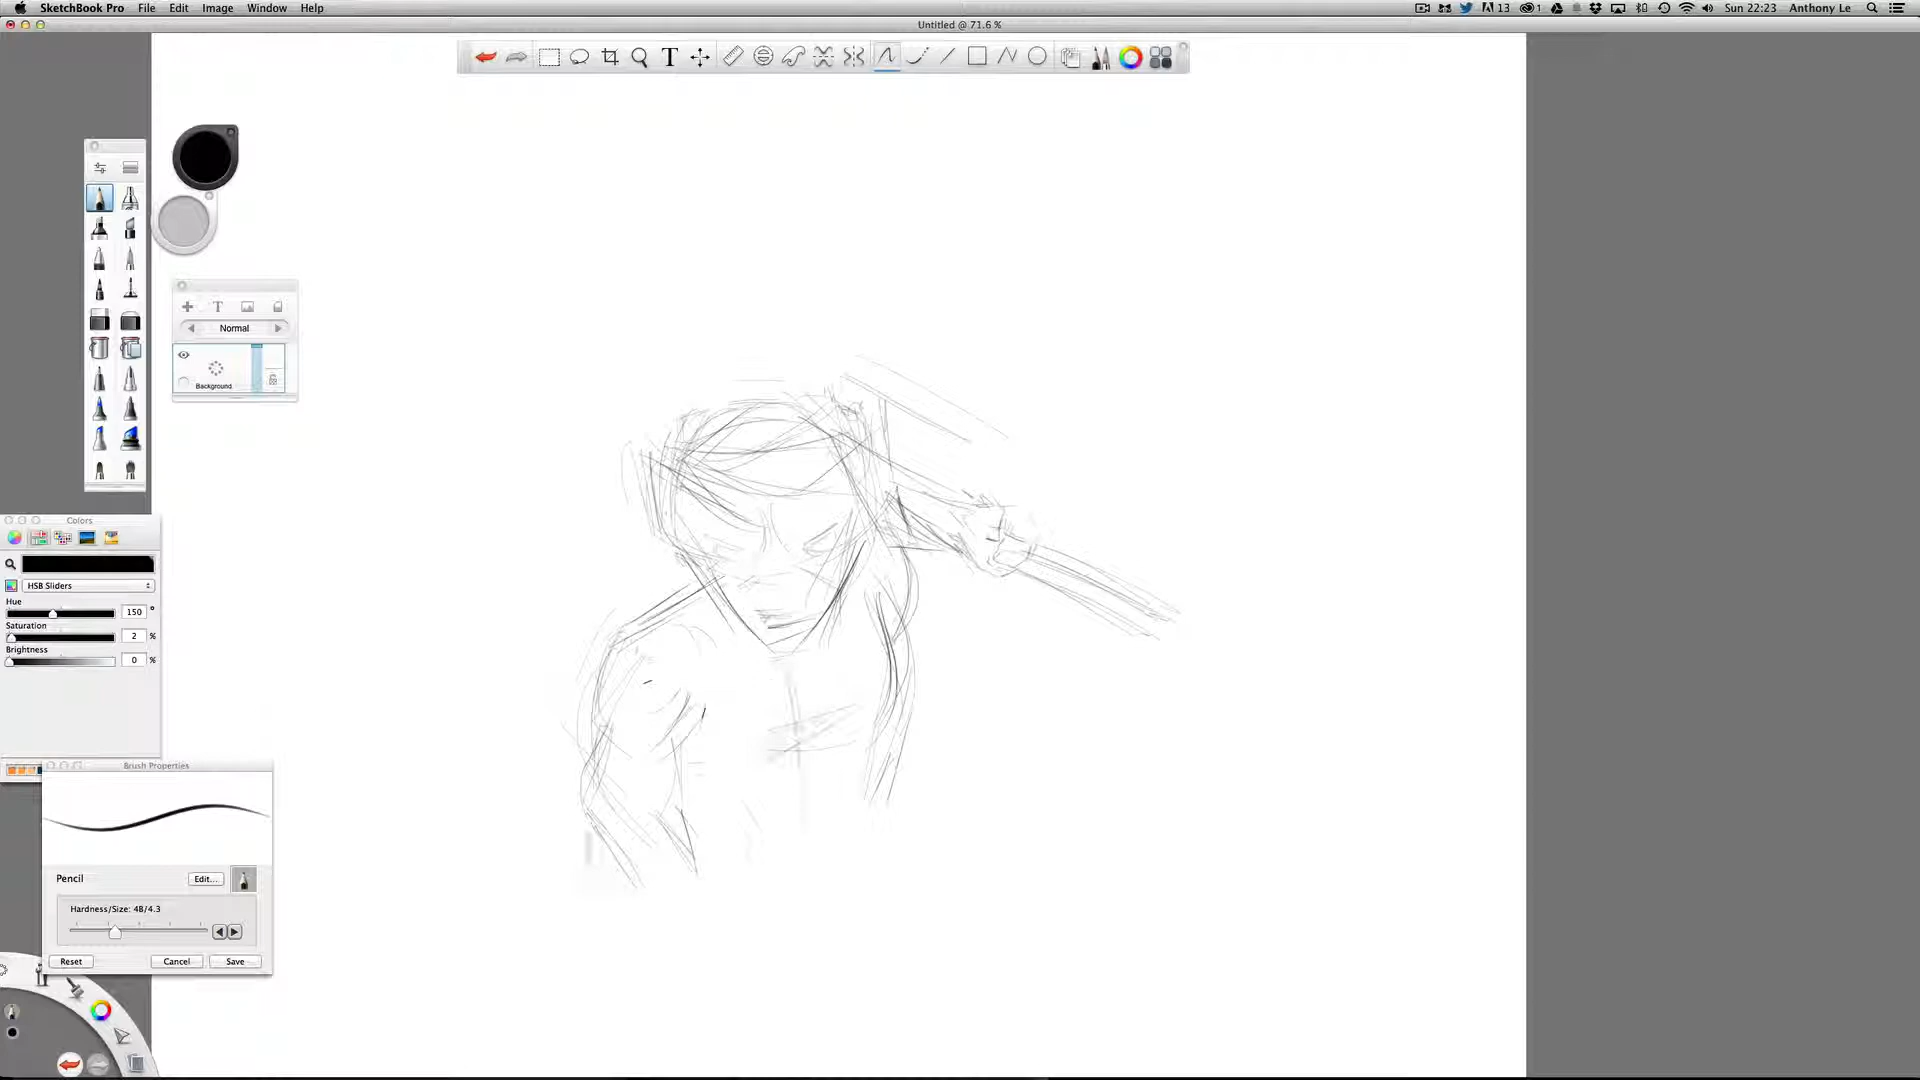 SketchBook Pro File Edit Image Window Help 13 1 Sun 22:23 Anthony Le
Untitled @ 71.6 %
T
T
Normal
Background
Colors
HSB Sliders
Hue
150 °
Saturation
2 %
Brightness
0 %
Brush Properties
Pencil Edit...
Hardness/Size: 4B/4.3
Reset Cancel Save